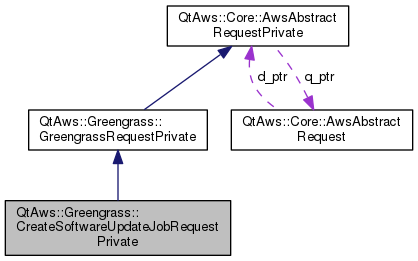 QtAws::Core::AwsAbstract
RequestPrivate
d_ptr
q_ptr
QtAws::Greengrass::
GreengrassRequestPrivate
QtAws::Core::AwsAbstract
Request
QtAws::Greengrass::
CreateSoftwareUpdateJobRequest
Private